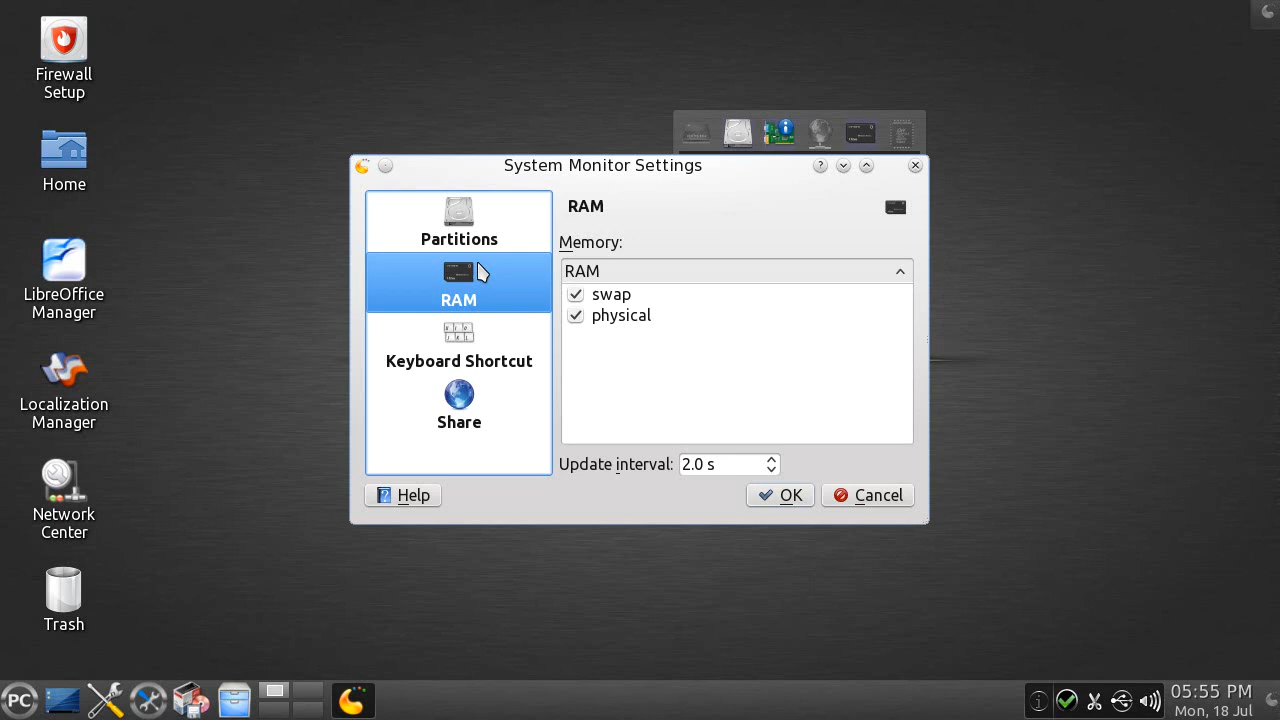 Firewall
Setup
Home
LibreOffice
Manager
Localization
Manager
Network
Center
Trash
System Monitor Settings
?
Partitions
RAM
Keyboard Shortcut
Share
RAM
Memory:
RAM
swap
physical
Update interval: 2.0 s
Help
OK
Cancel
PC
05:55 PM
Mon, 18 Jul